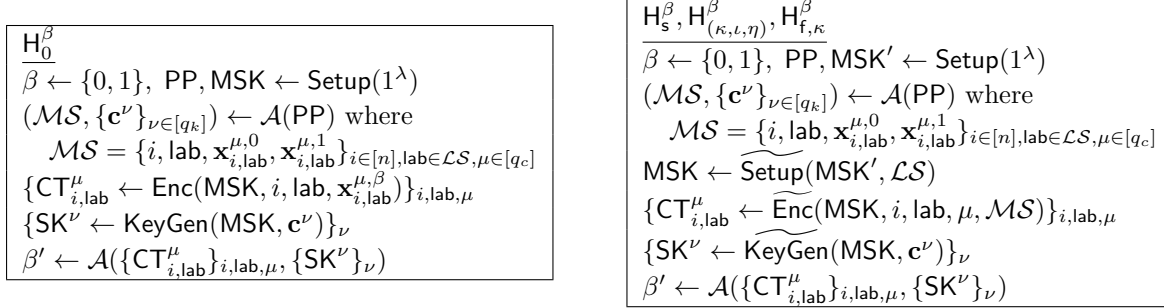 H_0^β
β ← {0, 1}, PP, MSK ← Setup(1^λ)
(MS, {c^ν}_{ν∈[q_k]}) ← A(PP) where
MS = {i, lab, x_{i,lab}^{μ,0}, x_{i,lab}^{μ,1}}_{i∈[n],lab∈LS,μ∈[q_c]}
{CT_{i,lab}^μ ← Enc(MSK, i, lab, x_{i,lab}^{μ,β})}_{i,lab,μ}
{SK^ν ← KeyGen(MSK, c^ν)}_ν
β′ ← A({CT_{i,lab}^μ}_{i,lab,μ}, {SK^ν}_ν)
H_s^β, H_{(κ,ι,η)}^β, H_{f,κ}^β
β ← {0, 1}, PP, MSK′ ← Setup(1^λ)
(MS, {c^ν}_{ν∈[q_k]}) ← A(PP) where
MS = {i, lab, x_{i,lab}^{μ,0}, x_{i,lab}^{μ,1}}_{i∈[n],lab∈LS,μ∈[q_c]}
MSK ← \widetilde{Setup}(MSK′, LS)
{CT_{i,lab}^μ ← \widetilde{Enc}(MSK, i, lab, μ, MS)}_{i,lab,μ}
{SK^ν ← \widetilde{KeyGen}(MSK, c^ν)}_ν
β′ ← A({CT_{i,lab}^μ}_{i,lab,μ}, {SK^ν}_ν)